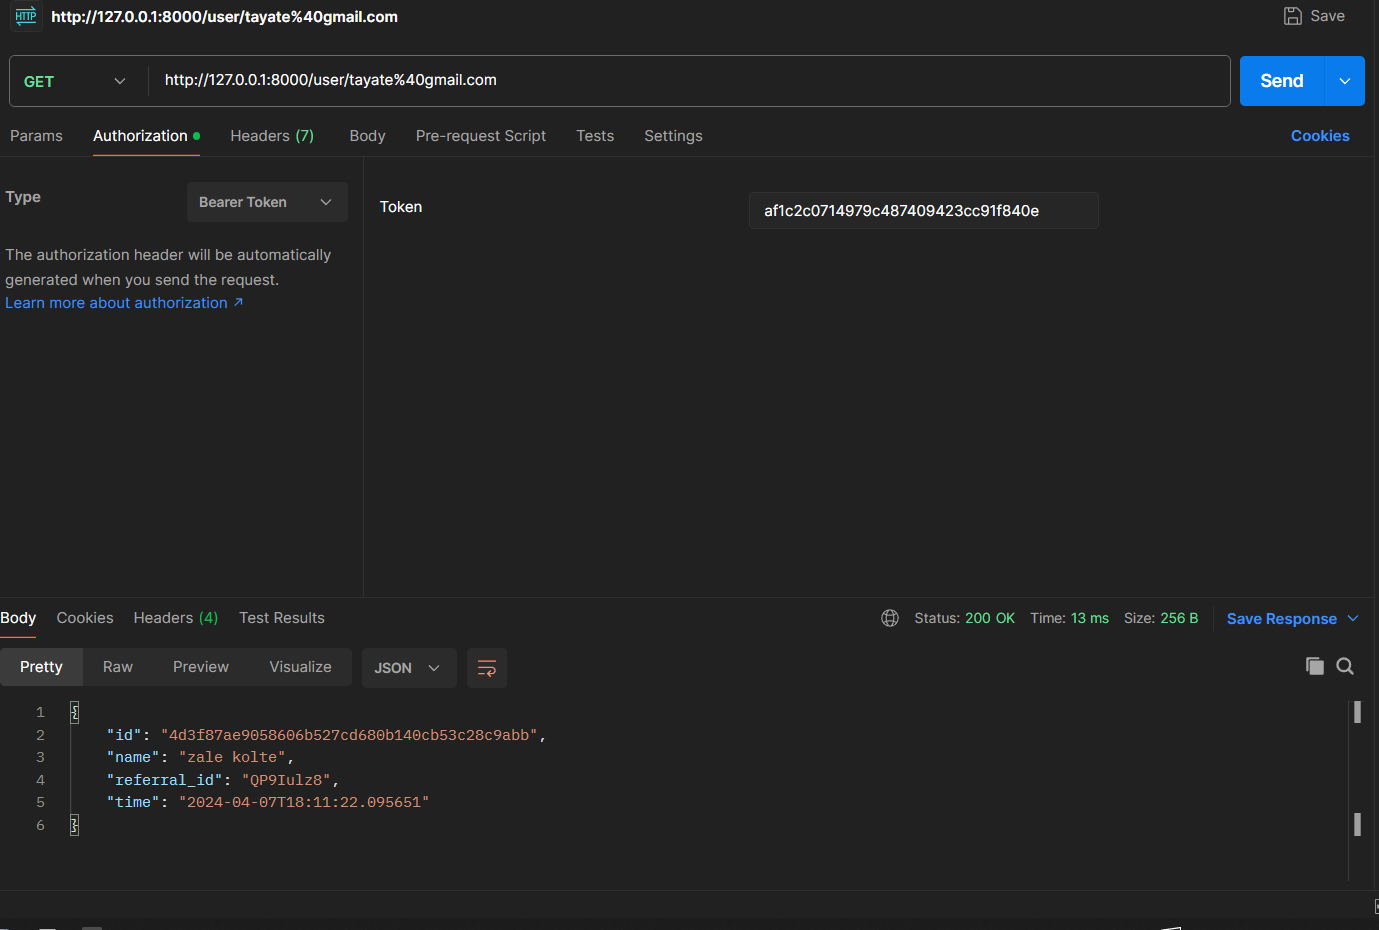 HTTP http://127.0.0.1:8000/user/tayate%40gmail.com Save
GET http://127.0.0.1:8000/user/tayate%40gmail.com Send
Params Authorization Headers (7) Body Pre-request Script Tests Settings Cookies
Type Bearer Token Token af1c2c0714979c487409423cc91f840e
The authorization header will be automatically
generated when you send the request.
Learn more about authorization ↗
Body Cookies Headers (4) Test Results Status: 200 OK Time: 13 ms Size: 256 B Save Response
Pretty Raw Preview Visualize JSON
1 {
2 "id": "4d3f87ae9058606b527cd680b140cb53c28c9abb",
3 "name": "zale kolte",
4 "referral_id": "QP9Iulz8",
5 "time": "2024-04-07T18:11:22.095651"
6 }